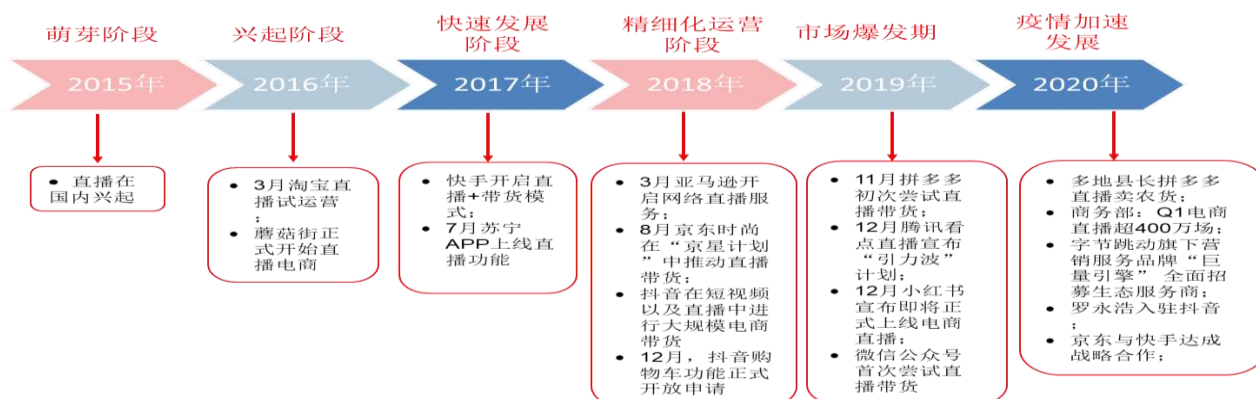 萌芽阶段
兴起阶段
快速发展
阶段
精细化运营
阶段
市场爆发期
疫情加速
发展
2015年
2016年
2017年
2018年
2019年
2020年
• 直播在
国内兴起
• 3月淘宝直
播试运营
;
• 蘑菇街正
式开始直
播电商
• 快手开启直
播+带货模
式;
• 7月苏宁
APP上线直
播功能
• 3月亚马逊开
启网络直播服
务;
• 8月京东时尚
在“京星计划
”中推动直播
带货;
• 抖音在短视频
以及直播中进
行大规模电商
带货
• 12月，抖音购
物车功能正式
开放申请
• 11月拼多多
初次尝试直
播带货;
• 12月腾讯看
点直播宣布
“引力波”
计划;
• 12月小红书
宣布即将正
式上线电商
直播;
• 微信公众号
首次尝试直
播带货
• 多地县长拼多多
直播卖农货;
• 商务部：Q1电商
直播超400万场;
• 字节跳动旗下营
销服务品牌“巨
量引擎” 全面招
募生态服务商;
• 罗永浩入驻抖音
;
• 京东与快手达成
战略合作;